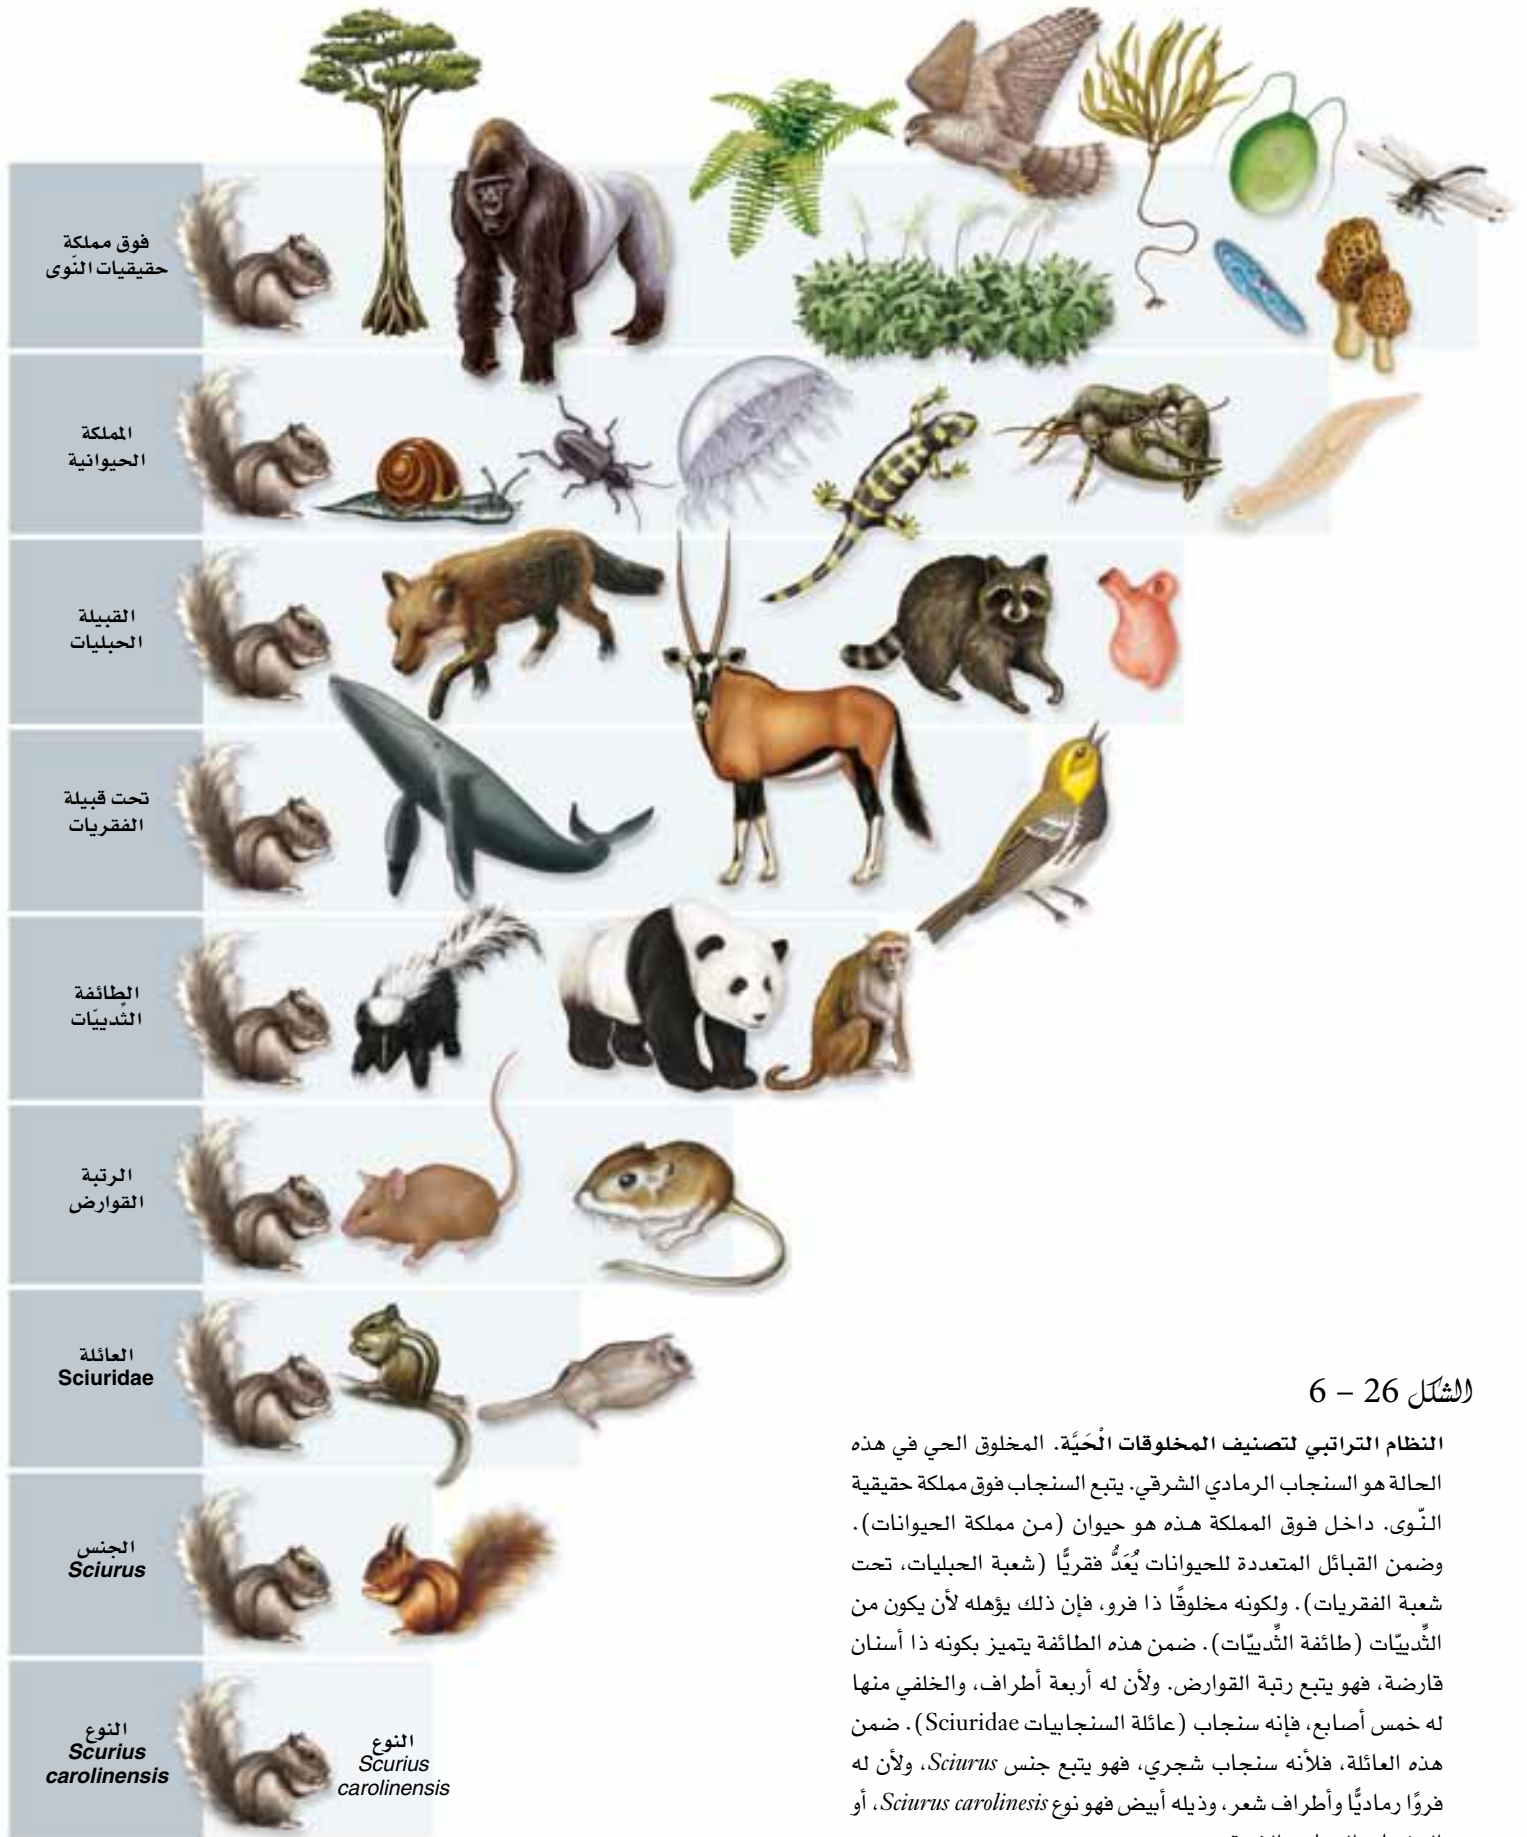 فوق مملكة
حقيقيات النّوى
المملكة
الحيوانية
القبيلة
الحبليات
تحت قبيلة
الفقريات
الطائفة
الثّدييّات
الرتبة
القوارض
العائلة
Sciuridae
الجنس
Sciurus
النوع
Scurius
carolinensis
النوع
Scurius
carolinensis
الشكل 26 – 6
النظام التراتبي لتصنيف المخلوقات الْحَيَّة. المخلوق الحي في هذه
الحالة هو السنجاب الرمادي الشرقي. يتبع السنجاب فوق مملكة حقيقية
النّوى. داخل فوق المملكة هذه هو حيوان (من مملكة الحيوانات).
وضمن القبائل المتعددة للحيوانات يُعَدُّ فقريًّا (شعبة الحبليات، تحت
شعبة الفقريات). ولكونه مخلوقًا ذا فرو، فإن ذلك يؤهله لأن يكون من
الثّدييّات (طائفة الثّدييّات). ضمن هذه الطائفة يتميز بكونه ذا أسنان
قارضة، فهو يتبع رتبة القوارض. ولأن له أربعة أطراف، والخلفي منها
له خمس أصابع، فإنه سنجاب (عائلة السنجابيات Sciuridae). ضمن
هذه العائلة، فلأنه سنجاب شجري، فهو يتبع جنس Sciurus، ولأن له
فروًا رماديًّا وأطراف شعر، وذيله أبيض فهو نوع Sciurus carolinesis، أو